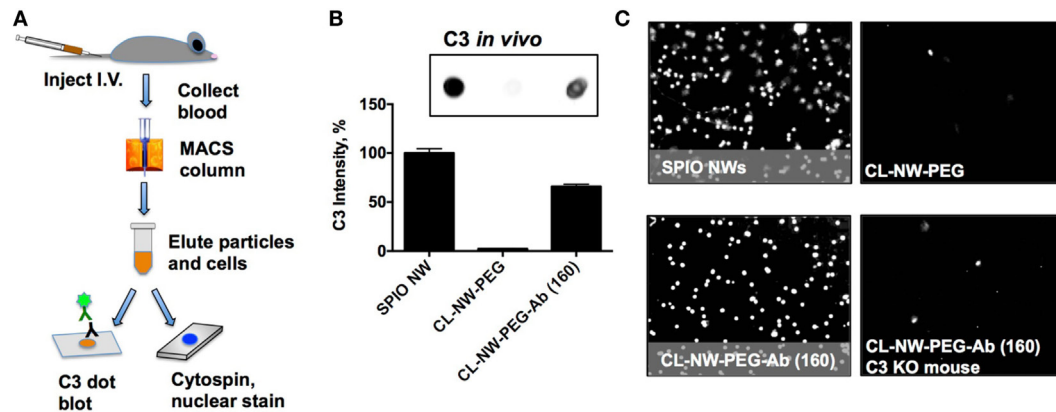 A
Inject I.V.
Collect
blood
MACS
column
Elute particles
and cells
C3 dot
blot
Cytospin,
nuclear stain
B
C3 in vivo
C3 Intensity, %
150
100
50
0
SPIO NW
CL-NW-PEG
CL-NW-PEG-Ab (160)
C
SPIO NWs
CL-NW-PEG
CL-NW-PEG-Ab (160)
CL-NW-PEG-Ab (160)
C3 KO mouse